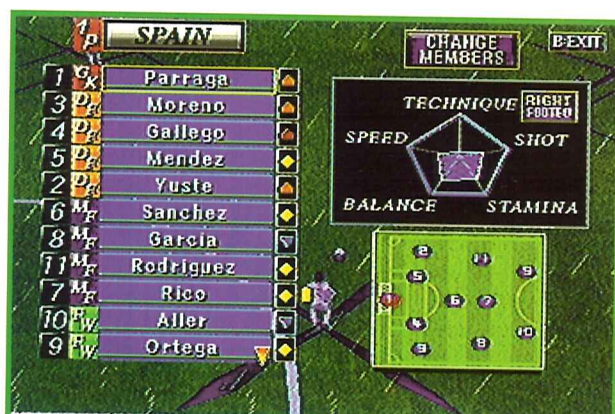 1P SPAIN
CHANGE MEMBERS
B:EXIT
1 GK Parraga
3 DF Moreno
4 DF Gallego
5 DF Mendez
2 DF Yuste
6 MF Sanchez
8 MF Garcia
11 MF Rodriguez
7 MF Rico
10 FW Aller
9 FW Ortega
TECHNIQUE
RIGHT FOOTED
SPEED
SHOT
BALANCE
STAMINA
2
11
5
9
6
7
4
10
8